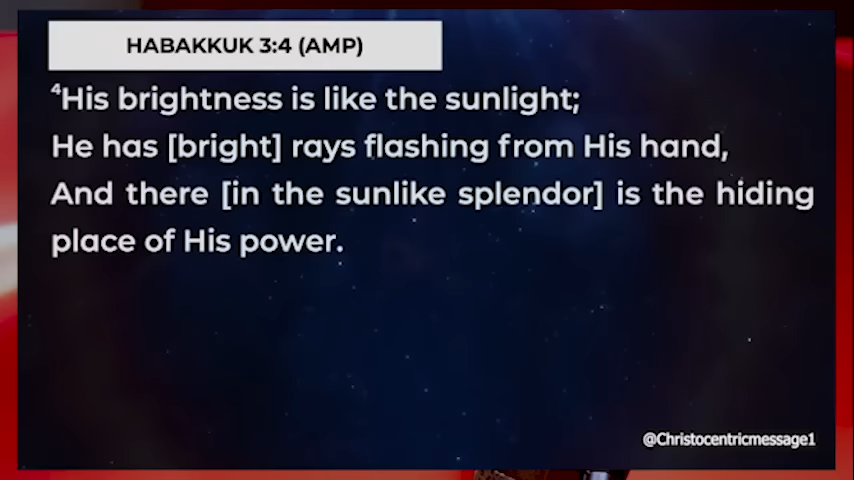 HABAKKUK 3:4 (AMP)
⁴His brightness is like the sunlight;
He has [bright] rays flashing from His hand,
And there [in the sunlike splendor] is the hiding
place of His power.
@Christocentricmessage1